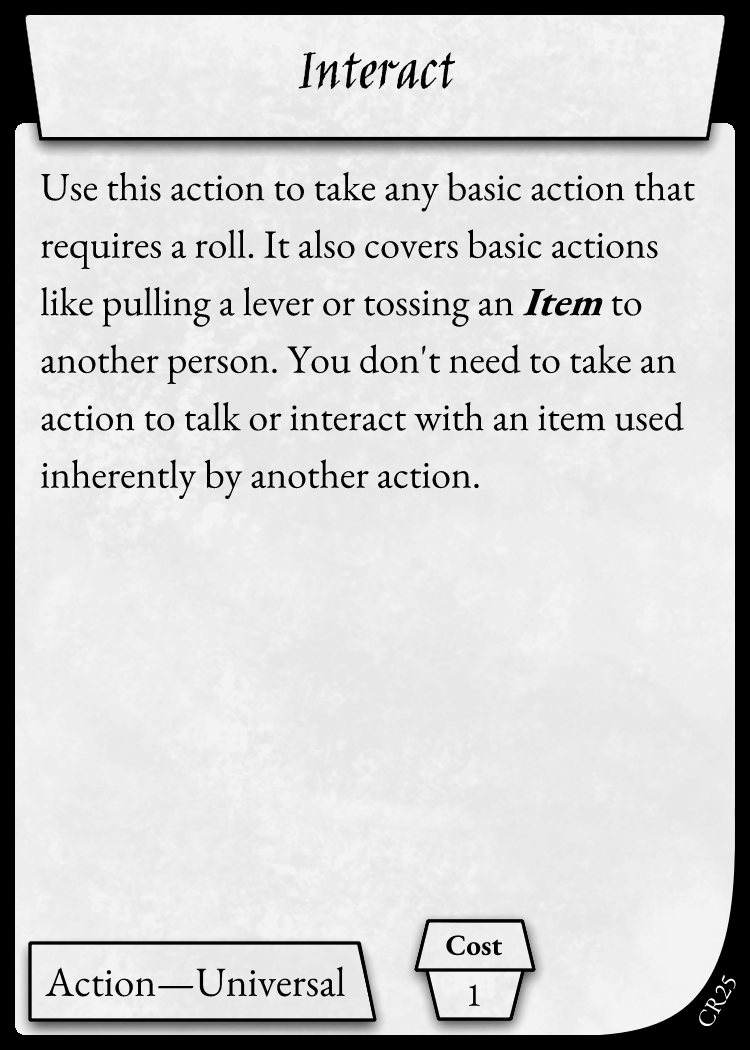 Interact
Use this action to take any basic action that
requires a roll. It also covers basic actions
like pulling a lever or tossing an Item to
another person. You don't need to take an
action to talk or interact with an item used
inherently by another action.
Action—Universal
Cost
1
CR25